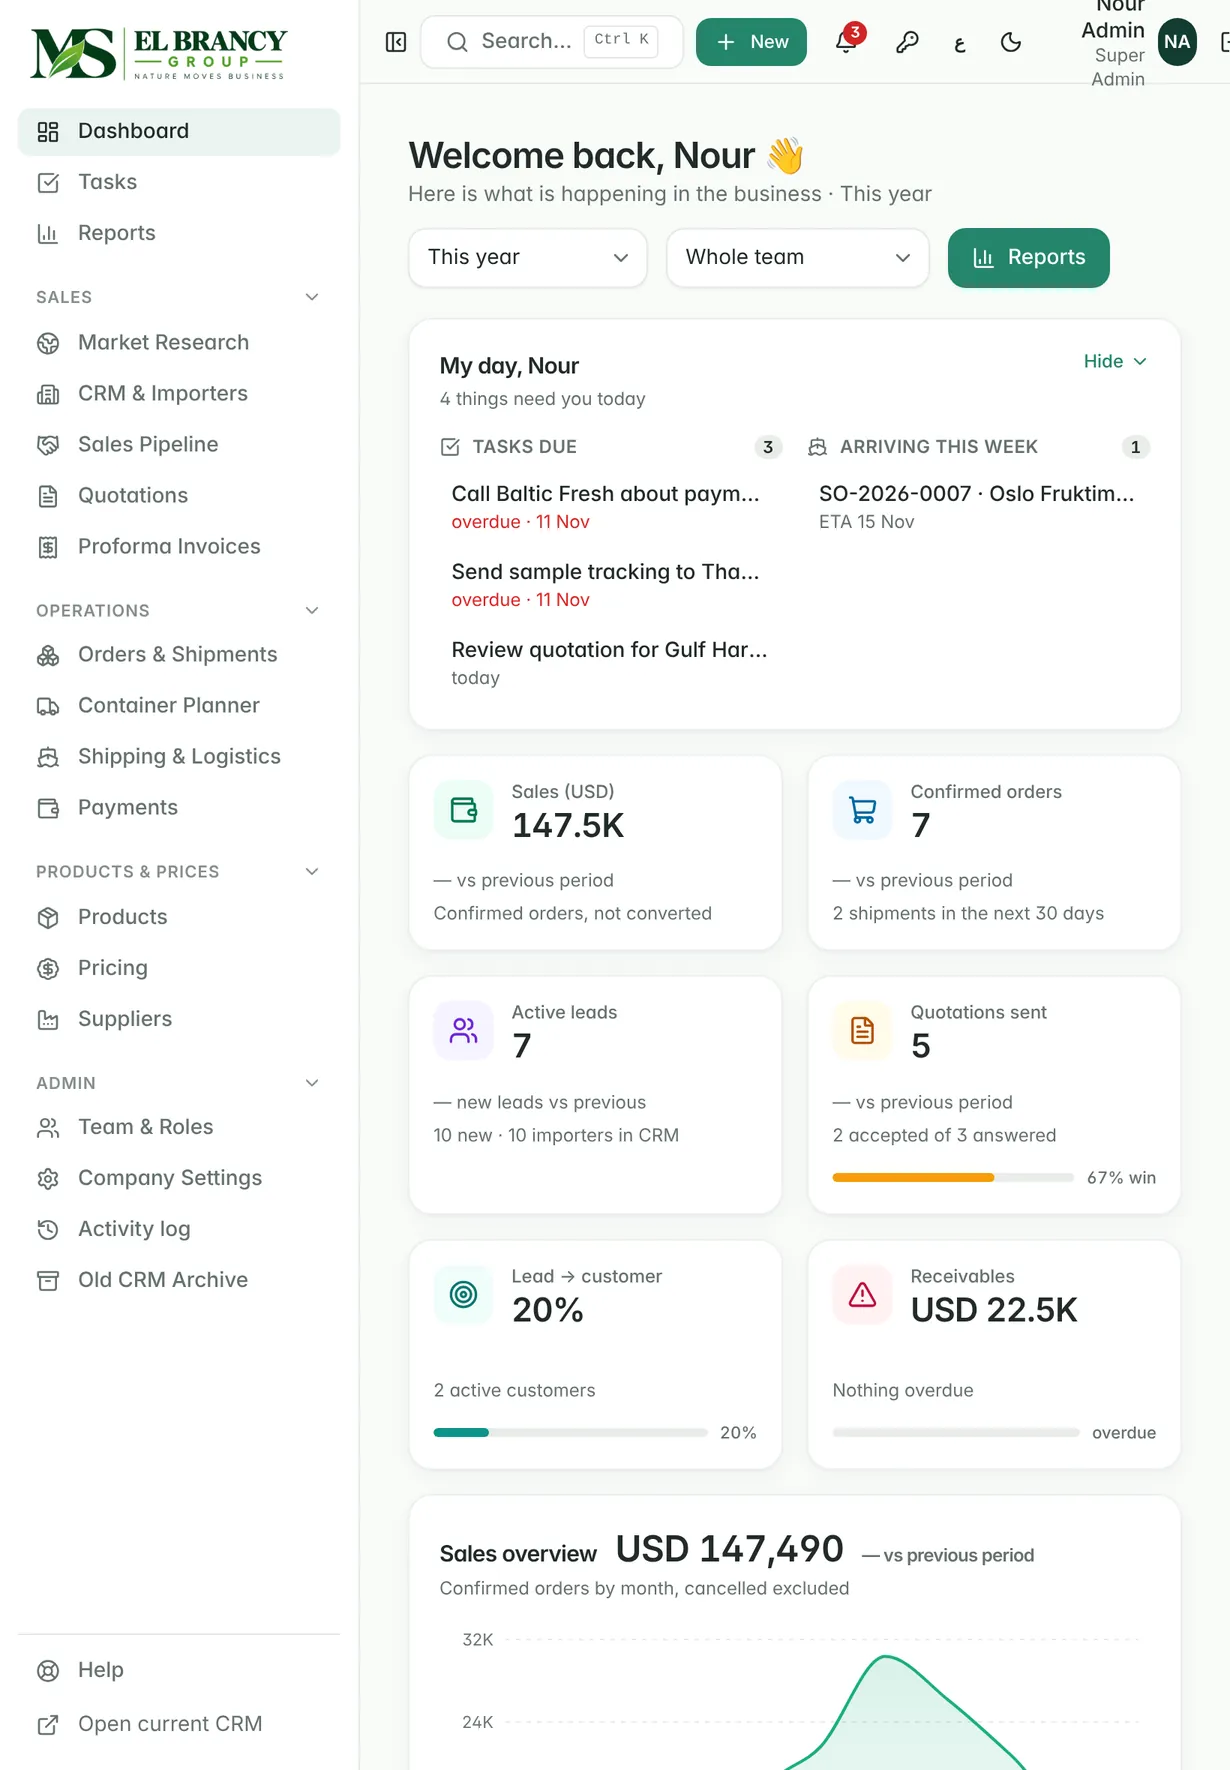 MS EL BRANCY
GROUP
NATURE MOVES BUSINESS
Dashboard
Tasks
Reports
SALES
Market Research
CRM & Importers
Sales Pipeline
Quotations
Proforma Invoices
OPERATIONS
Orders & Shipments
Container Planner
Shipping & Logistics
Payments
PRODUCTS & PRICES
Products
Pricing
Suppliers
ADMIN
Team & Roles
Company Settings
Activity log
Old CRM Archive
Help
Open current CRM
Search... Ctrl K
New
3
ع
Nour
Admin
Super
Admin
NA
Welcome back, Nour 👋
Here is what is happening in the business · This year
This year
Whole team
Reports
My day, Nour
Hide
4 things need you today
TASKS DUE 3
Call Baltic Fresh about paym...
overdue · 11 Nov
Send sample tracking to Tha...
overdue · 11 Nov
Review quotation for Gulf Har...
today
ARRIVING THIS WEEK 1
SO-2026-0007 · Oslo Fruktim...
ETA 15 Nov
Sales (USD)
147.5K
— vs previous period
Confirmed orders, not converted
Confirmed orders
7
— vs previous period
2 shipments in the next 30 days
Active leads
7
— new leads vs previous
10 new · 10 importers in CRM
Quotations sent
5
— vs previous period
2 accepted of 3 answered
67% win
Lead → customer
20%
2 active customers
20%
Receivables
USD 22.5K
Nothing overdue
overdue
Sales overview USD 147,490 — vs previous period
Confirmed orders by month, cancelled excluded
32K
24K